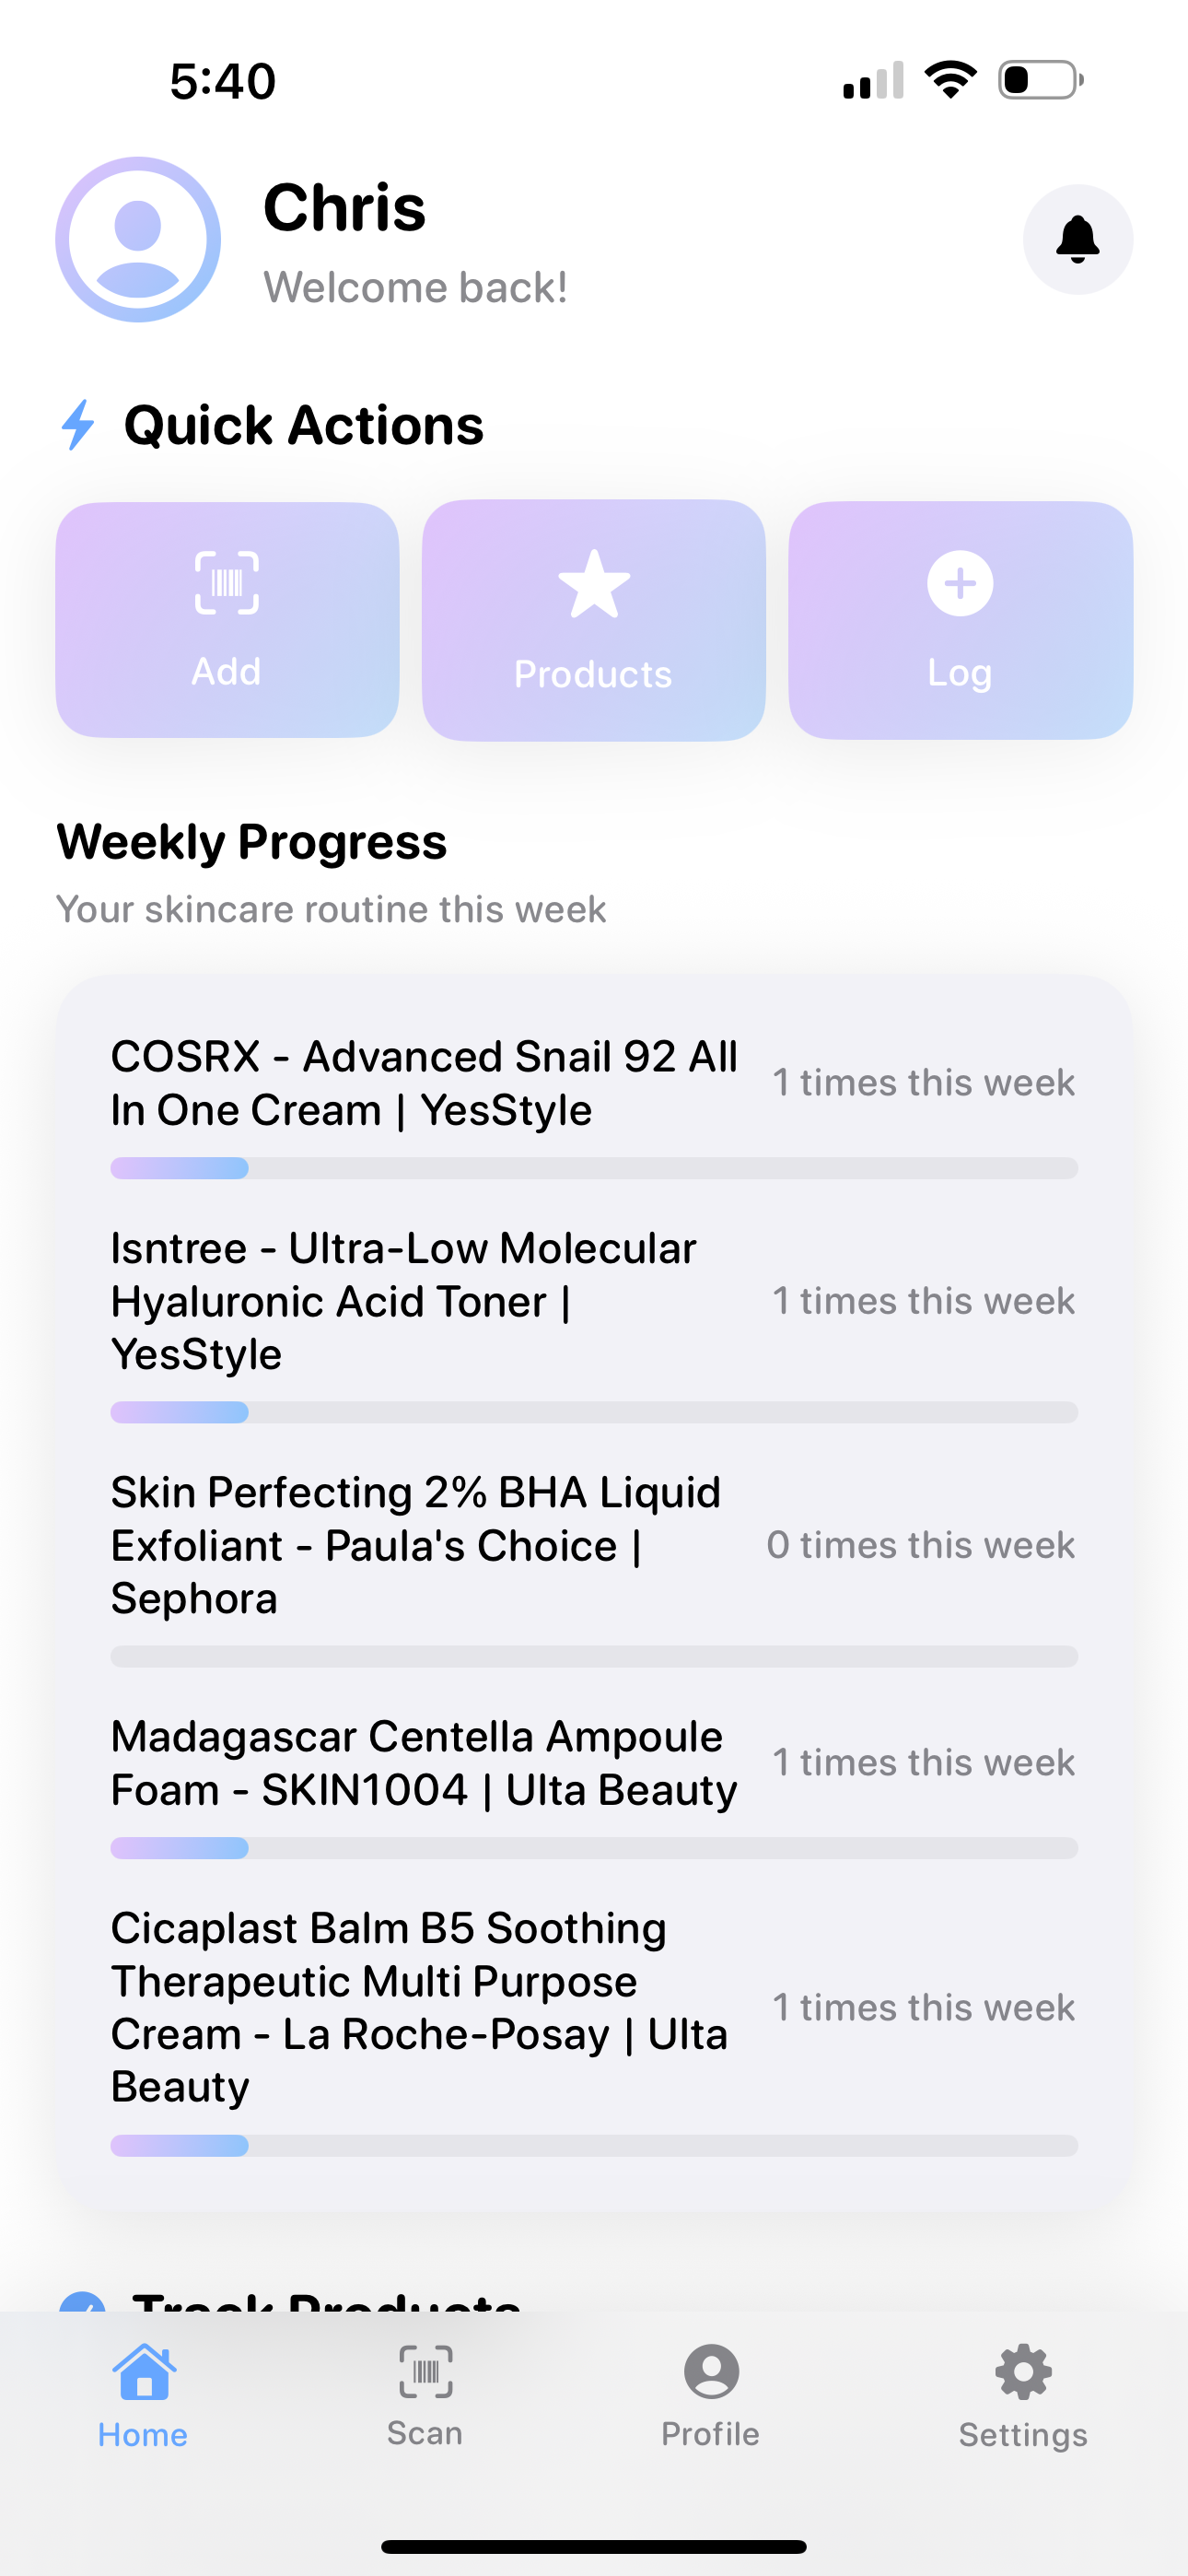 5:40
Chris
Welcome back!
Quick Actions
Add
Products
Log
Weekly Progress
Your skincare routine this week
COSRX - Advanced Snail 92 All
In One Cream | YesStyle
1 times this week
Isntree - Ultra-Low Molecular
Hyaluronic Acid Toner |
YesStyle
1 times this week
Skin Perfecting 2% BHA Liquid
Exfoliant - Paula's Choice |
Sephora
0 times this week
Madagascar Centella Ampoule
Foam - SKIN1004 | Ulta Beauty
1 times this week
Cicaplast Balm B5 Soothing
Therapeutic Multi Purpose
Cream - La Roche-Posay | Ulta
Beauty
1 times this week
Track Products
Home
Scan
Profile
Settings